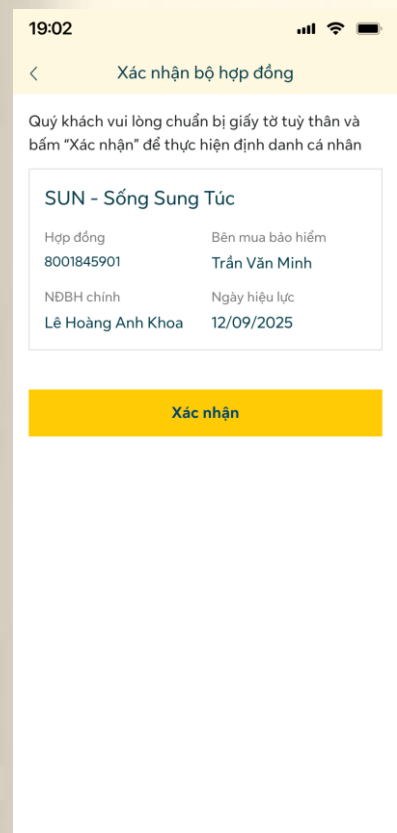 19:02
Xác nhận bộ hợp đồng
Quý khách vui lòng chuẩn bị giấy tờ tuỳ thân và
bấm “Xác nhận” để thực hiện định danh cá nhân
SUN - Sống Sung Túc
Hợp đồng Bên mua bảo hiểm
8001845901 Trần Văn Minh
NĐBH chính Ngày hiệu lực
Lê Hoàng Anh Khoa 12/09/2025
Xác nhận